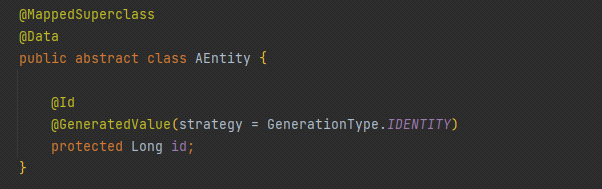 @MappedSuperclass
@Data
public abstract class AEntity {
@Id
@GeneratedValue(strategy = GenerationType.IDENTITY)
protected Long id;
}